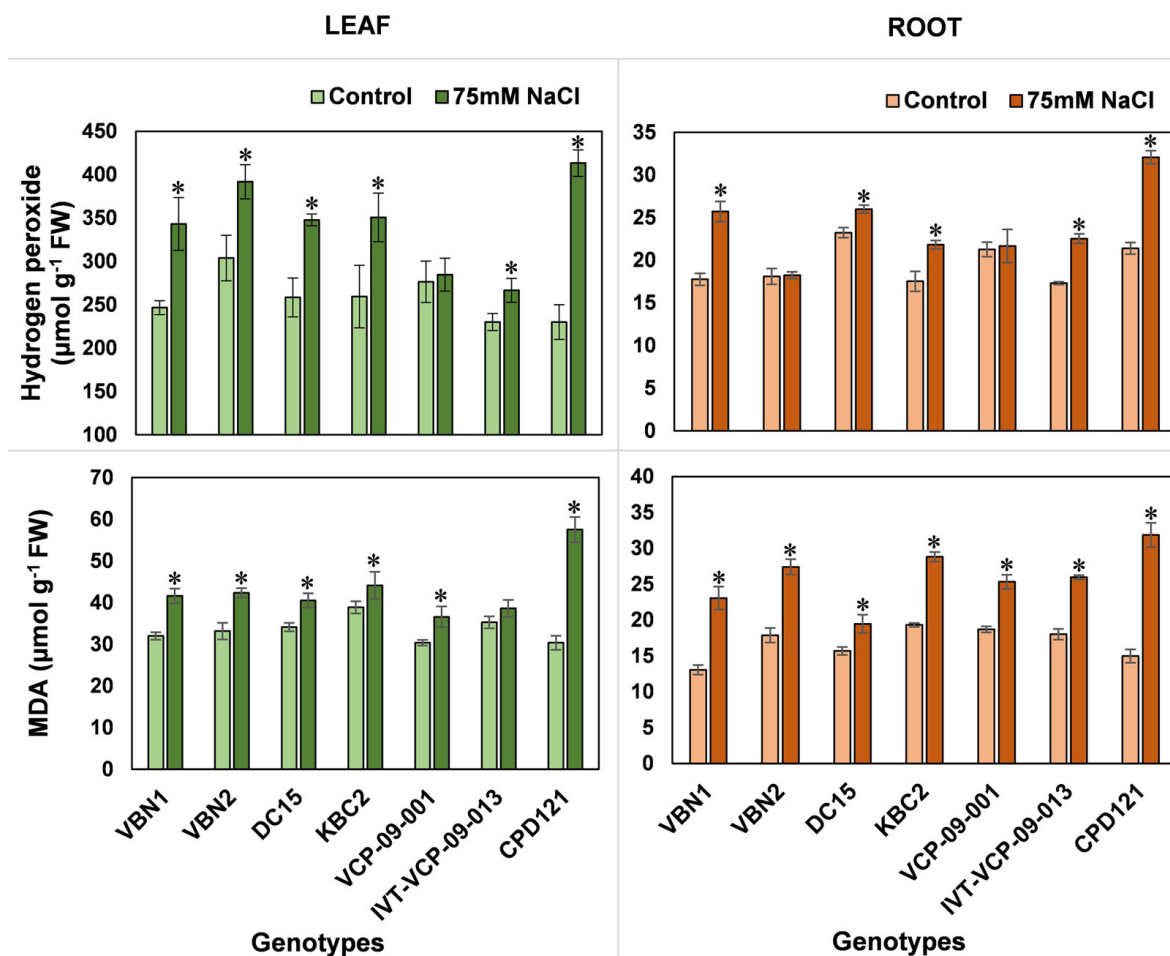 LEAF
ROOT
Control 75mM NaCl
Control 75mM NaCl
Hydrogen peroxide
(µmol g-1 FW)
450
400
350
300
250
200
150
100
* * * * * *
35
30
25
20
15
10
5
0
* * * * *
MDA (µmol g-1 FW)
70
60
50
40
30
20
10
0
* * * * * *
40
35
30
25
20
15
10
5
0
* * * * * * *
VBN1
VBN2
DC15
KBC2
VCP-09-001
IVT-VCP-09-013
CPD121
Genotypes
VBN1
VBN2
DC15
KBC2
VCP-09-001
IVT-VCP-09-013
CPD121
Genotypes